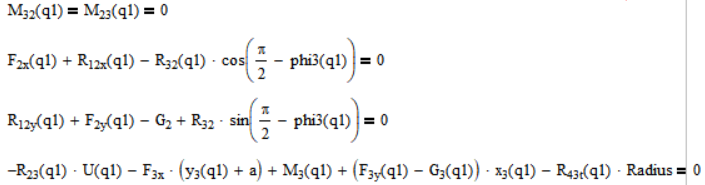 M₃₂(q1) = M₂₃(q1) = 0
F₂ₓ(q1) + R₁₂ₓ(q1) − R₃₂(q1) · cos(π/2 − phi3(q1)) = 0
R₁₂y(q1) + F₂y(q1) − G₂ + R₃₂ · sin(π/2 − phi3(q1)) = 0
−R₂₃(q1) · U(q1) − F₃ₓ · (y₃(q1) + a) + M₃(q1) + (F₃y(q1) − G₃(q1)) · x₃(q1) − R₄₃t(q1) · Radius = 0